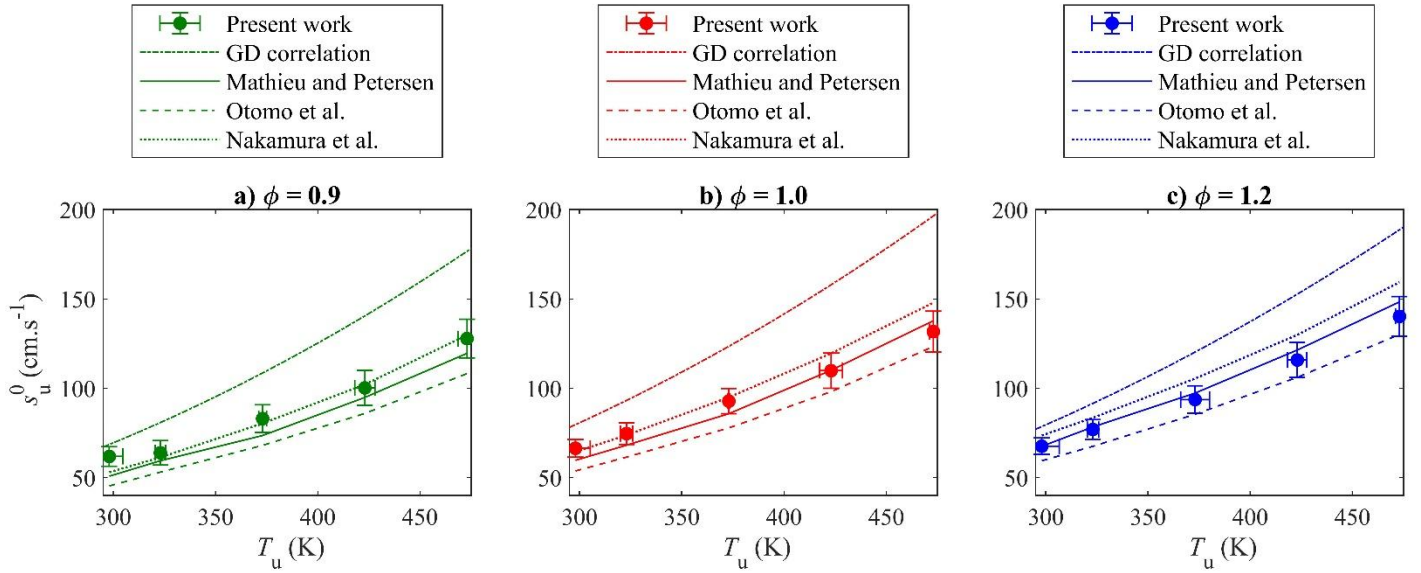 Present work
GD correlation
Mathieu and Petersen
Otomo et al.
Nakamura et al.
Present work
GD correlation
Mathieu and Petersen
Otomo et al.
Nakamura et al.
Present work
GD correlation
Mathieu and Petersen
Otomo et al.
Nakamura et al.
a) ϕ = 0.9
200
150
100
50
s_u^0 (cm.s^-1)
300 350 400 450
T_u (K)
b) ϕ = 1.0
200
150
100
50
300 350 400 450
T_u (K)
c) ϕ = 1.2
200
150
100
50
300 350 400 450
T_u (K)